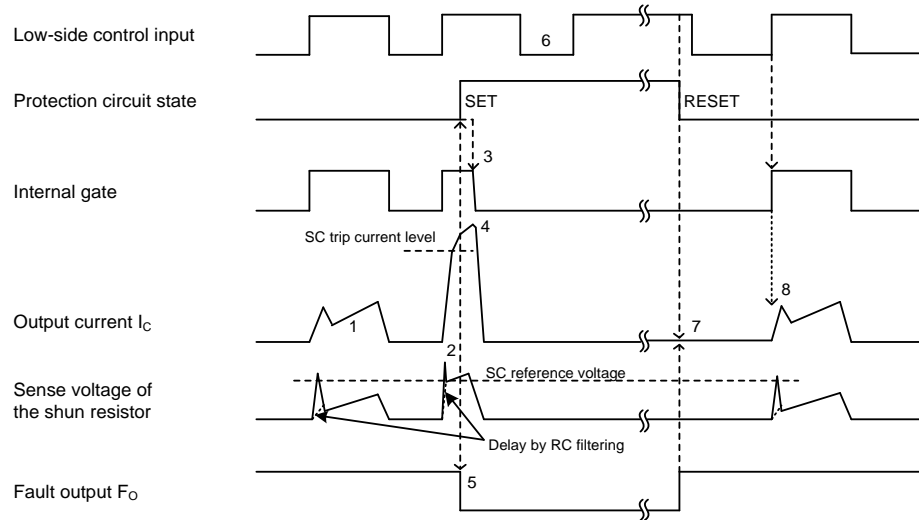 Low-side control input
6
Protection circuit state
SET
RESET
3
Internal gate
SC trip current level
4
Output current IC
1
7
8
2
SC reference voltage
Sense voltage of
the shun resistor
Delay by RC filtering
5
Fault output FO